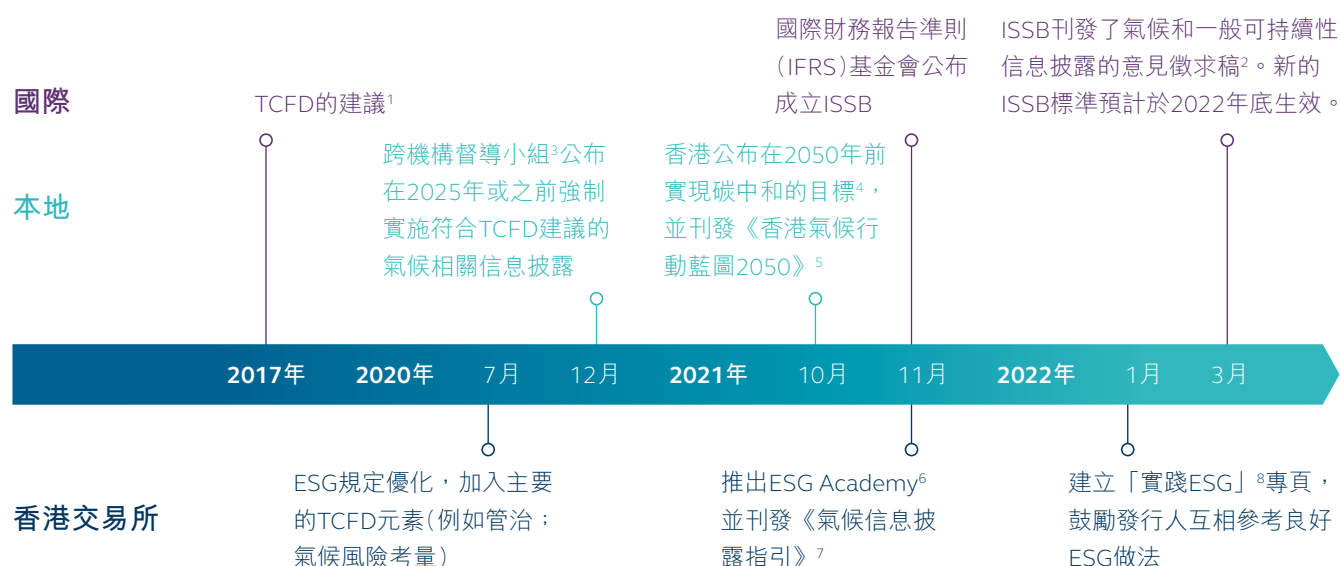 國際
TCFD的建議¹
國際財務報告準則
(IFRS)基金會公布
成立ISSB
ISSB刊發了氣候和一般可持續性
信息披露的意見徵求稿²。新的
ISSB標準預計於2022年底生效。
本地
跨機構督導小組³公布
在2025年或之前強制
實施符合TCFD建議的
氣候相關信息披露
香港公布在2050年前
實現碳中和的目標⁴，
並刊發《香港氣候行
動藍圖2050》⁵
2017年 2020年 7月 12月 2021年 10月 11月 2022年 1月 3月
香港交易所
ESG規定優化，加入主要
的TCFD元素(例如管治；
氣候風險考量)
推出ESG Academy⁶
並刊發《氣候信息披
露指引》⁷
建立「實踐ESG」⁸專頁，
鼓勵發行人互相參考良好
ESG做法